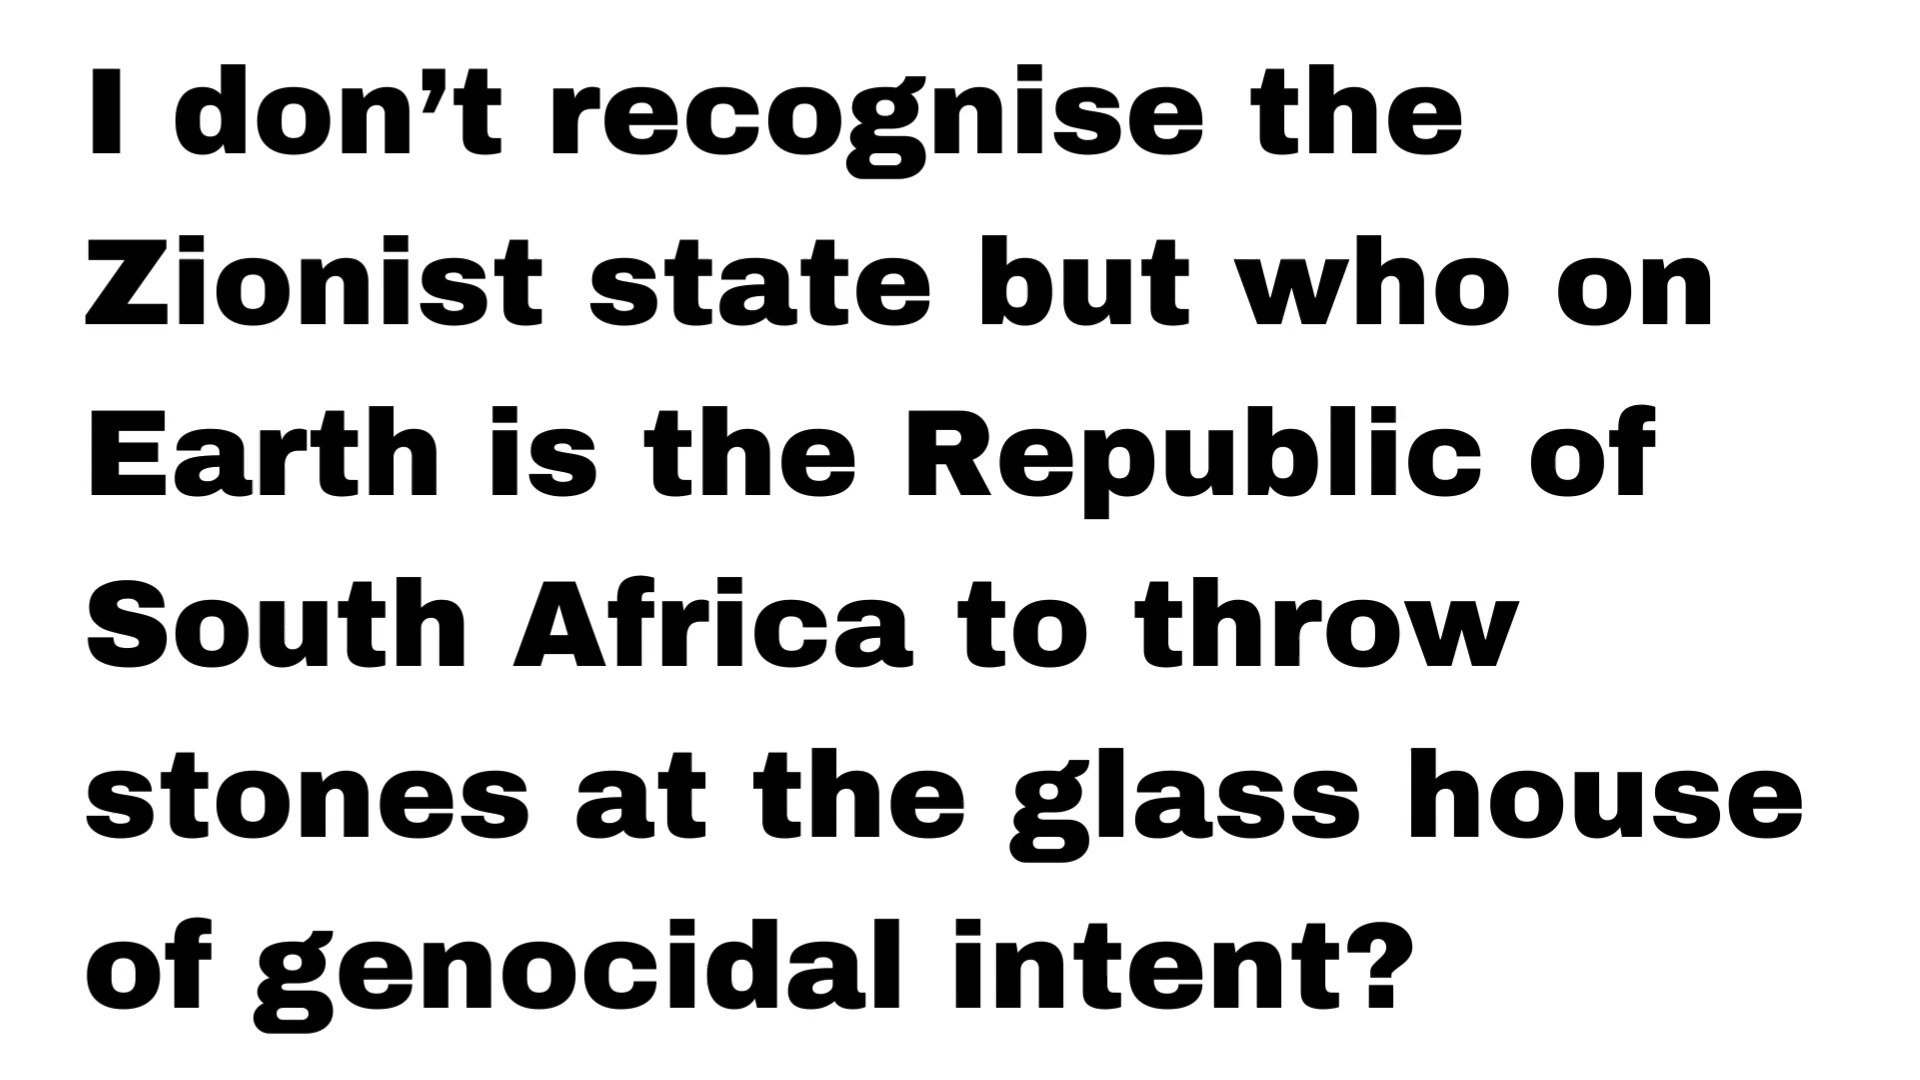 I don’t recognise the
Zionist state but who on
Earth is the Republic of
South Africa to throw
stones at the glass house
of genocidal intent?